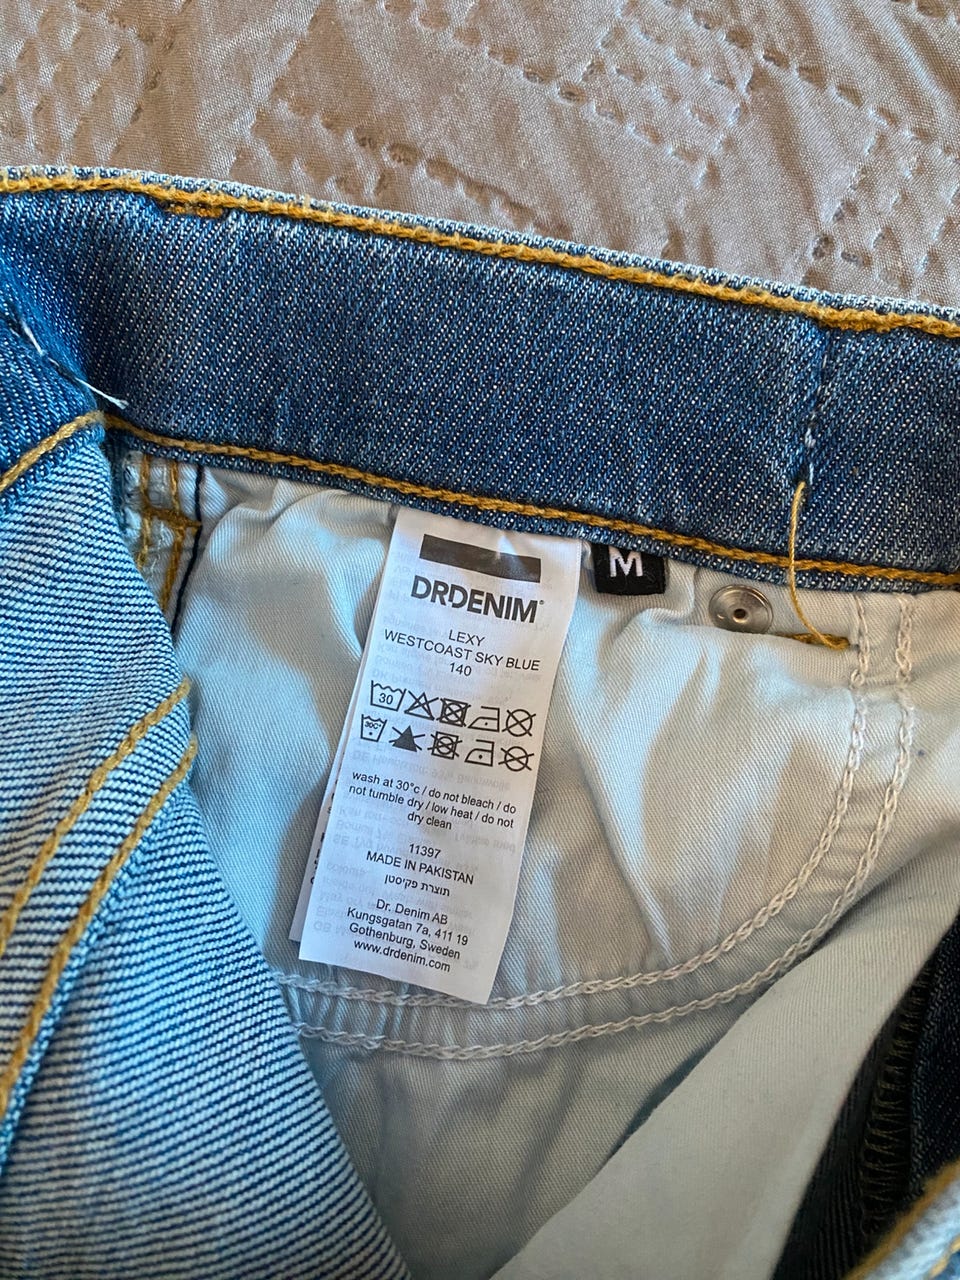 DRDENIM®
M
LEXY
WESTCOAST SKY BLUE
140
30
30C°
wash at 30°c / do not bleach / do
not tumble dry / low heat / do not
dry clean
11397
MADE IN PAKISTAN
תוצרת פקיסטן
Dr. Denim AB
Kungsgatan 7a, 411 19
Gothenburg, Sweden
www.drdenim.com